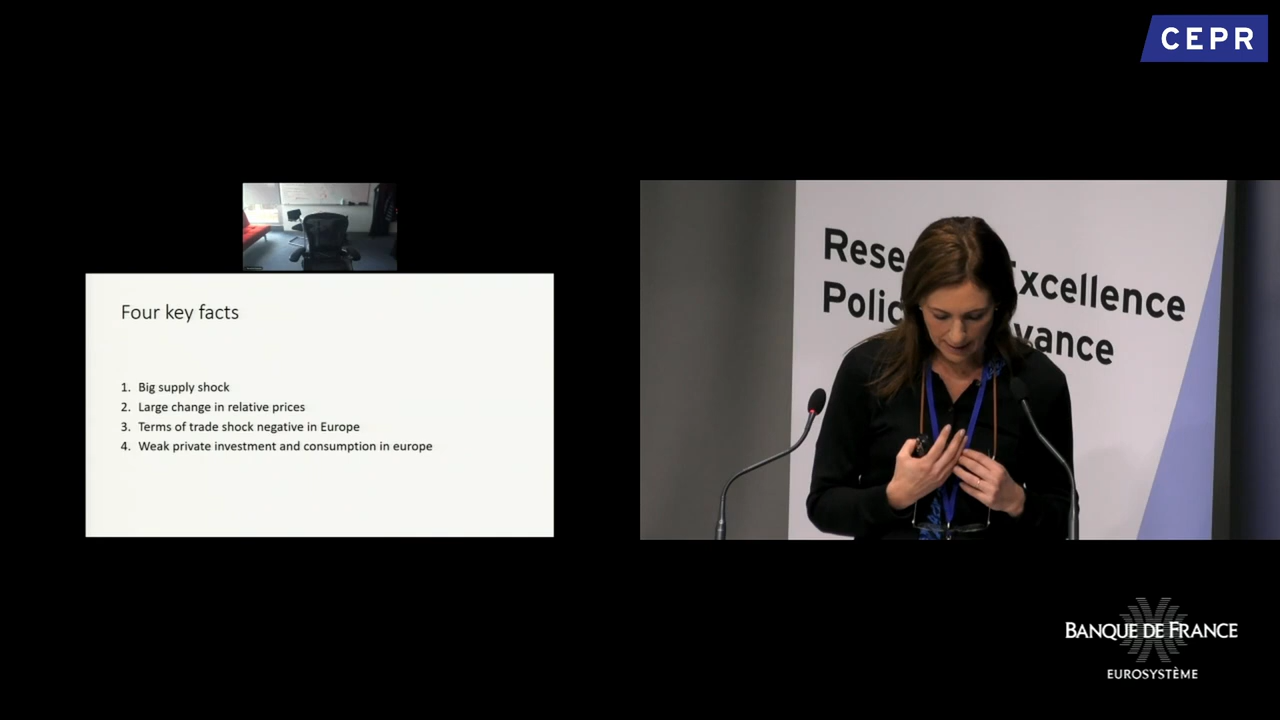 CEPR
Four key facts
1. Big supply shock
2. Large change in relative prices
3. Terms of trade shock negative in Europe
4. Weak private investment and consumption in europe
Rese Excellence
Polic vance
BANQUE DE FRANCE
EUROSYSTÈME